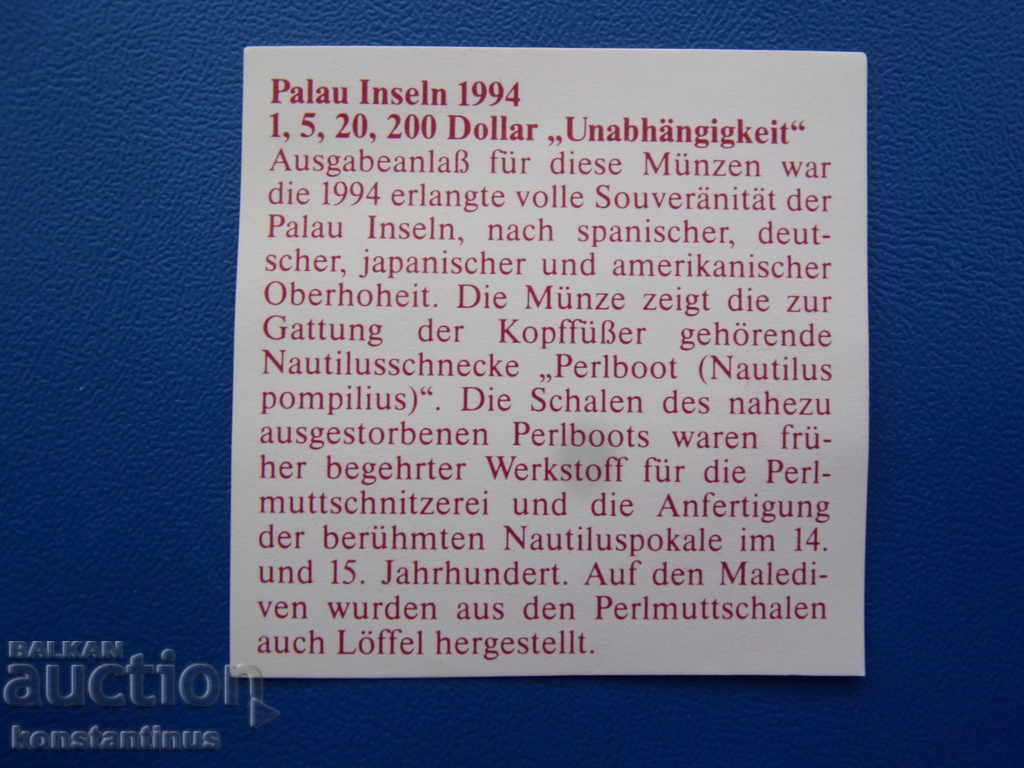 Palau Inseln 1994
1, 5, 20, 200 Dollar „Unabhängigkeit“
Ausgabeanlaß für diese Münzen war
die 1994 erlangte volle Souveränität der
Palau Inseln, nach spanischer, deut-
scher, japanischer und amerikanischer
Oberhoheit. Die Münze zeigt die zur
Gattung der Kopffüßer gehörende
Nautilusschnecke „Perlboot (Nautilus
pompilius)“. Die Schalen des nahezu
ausgestorbenen Perlboots waren frü-
her begehrter Werkstoff für die Perl-
muttschnitzerei und die Anfertigung
der berühmten Nautiluspokale im 14.
und 15. Jahrhundert. Auf den Maledi-
ven wurden aus den Perlmuttschalen
auch Löffel hergestellt.
BALKAN
auction
konstantinus